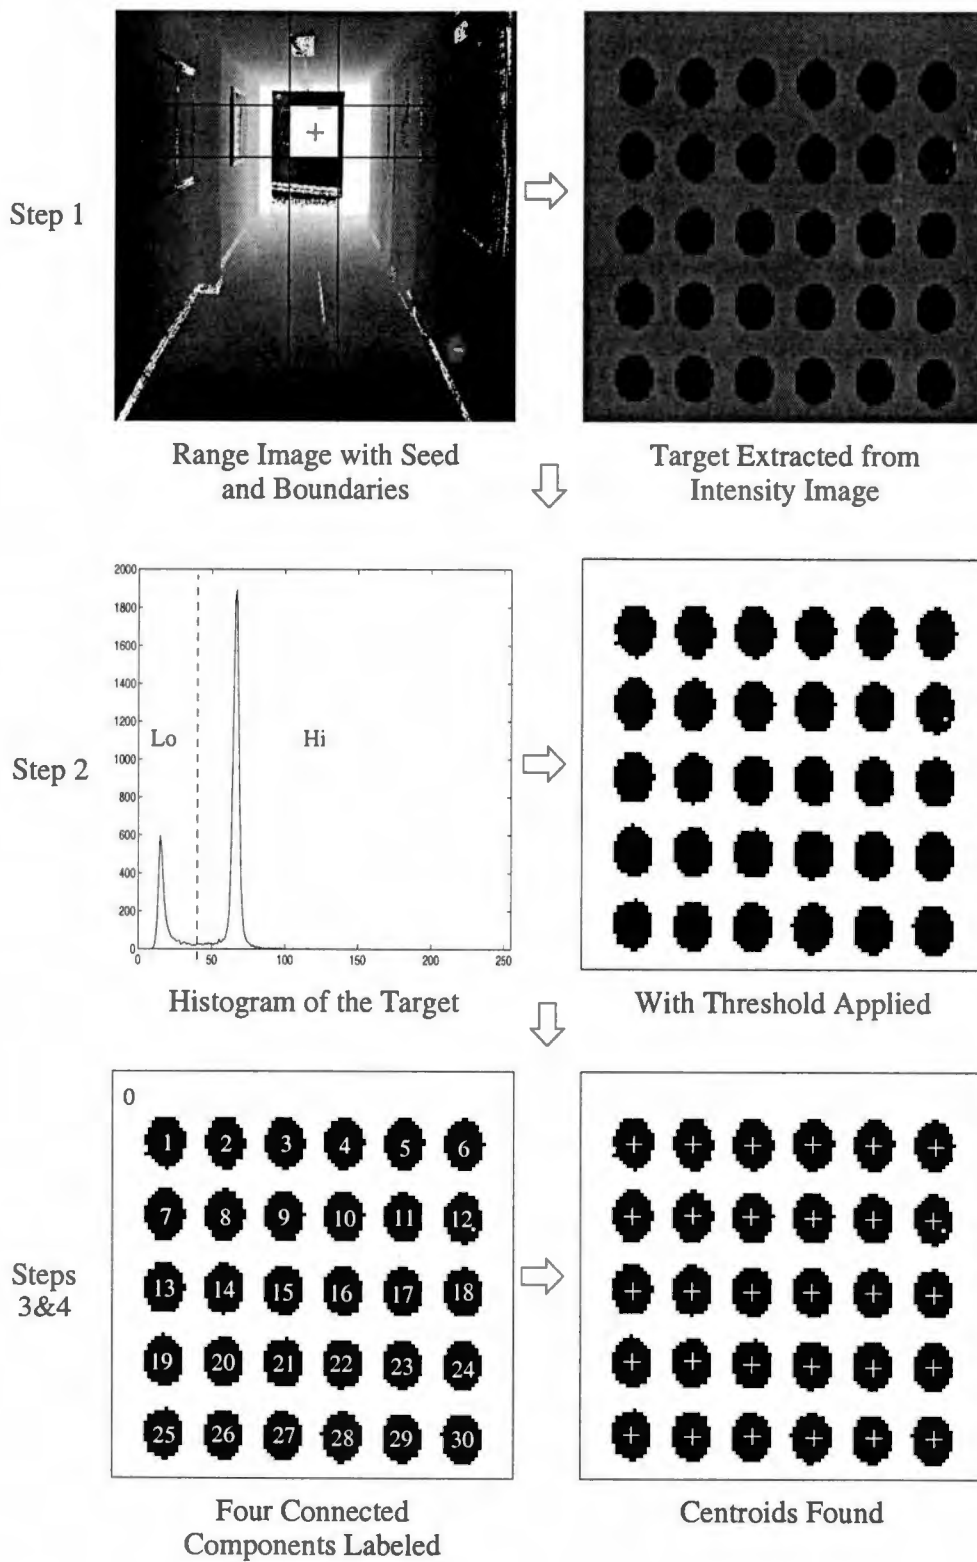 Step 1
Range Image with Seed
and Boundaries
Target Extracted from
Intensity Image
Step 2
2000
1800
1600
1400
1200
1000
800
600
400
200
0
Lo
Hi
0
50
100
150
200
250
Histogram of the Target
With Threshold Applied
Steps
3&4
0
1 2 3 4 5 6
7 8 9 10 11 12
13 14 15 16 17 18
19 20 21 22 23 24
25 26 27 28 29 30
Four Connected
Components Labeled
Centroids Found